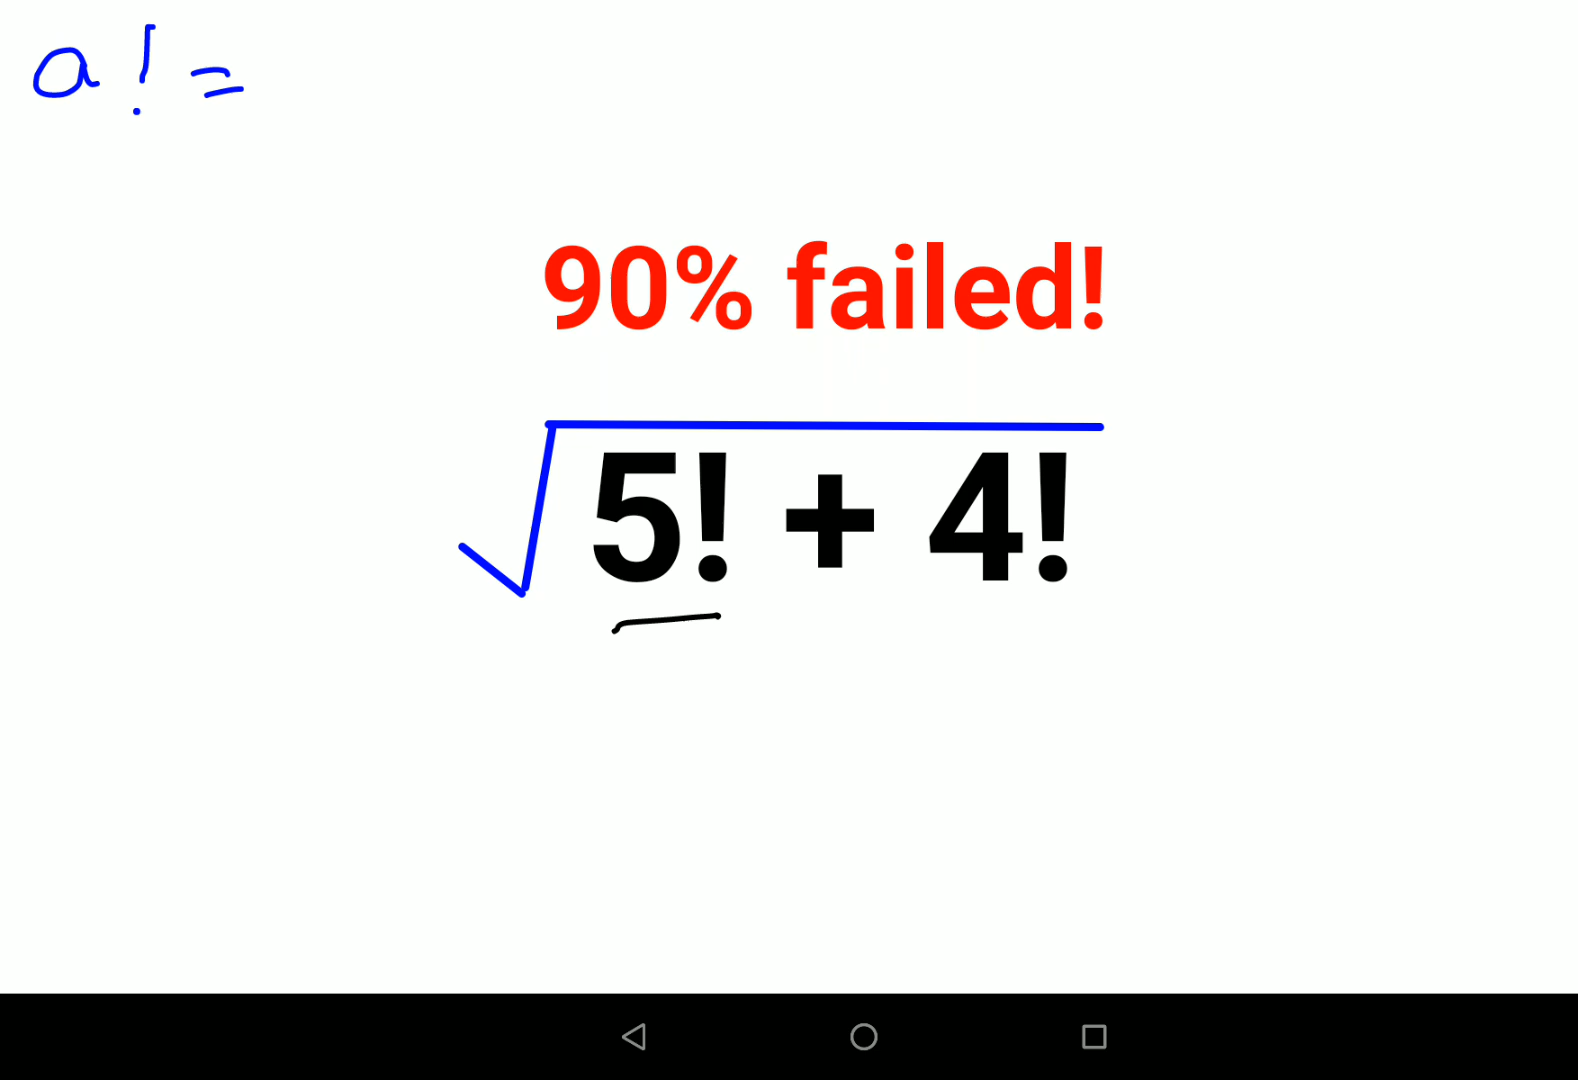 a! =
90% failed!
√5! + 4!